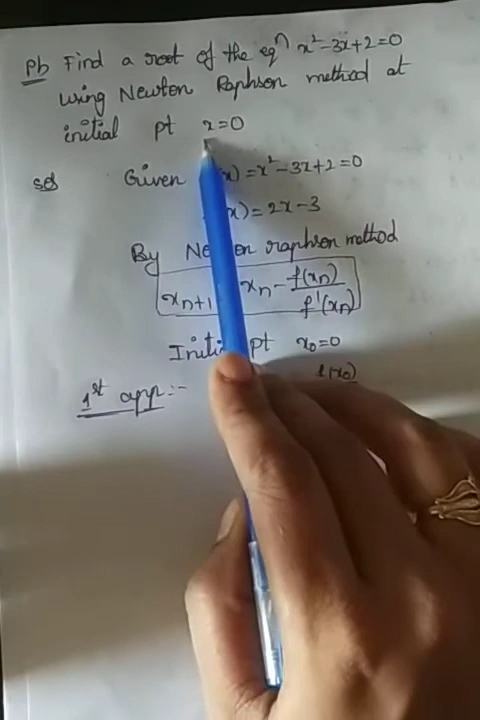 Pb Find a root of the eqⁿ x²-3x+2=0
using Newton Raphson method at
initial pt x=0
sol Given x) = x²-3x+2=0
x) = 2x-3
By Newton raphson method
xn+1 xn - f(xn)/f'(xn)
Initi pt x0=0
1st app:- f(x0)